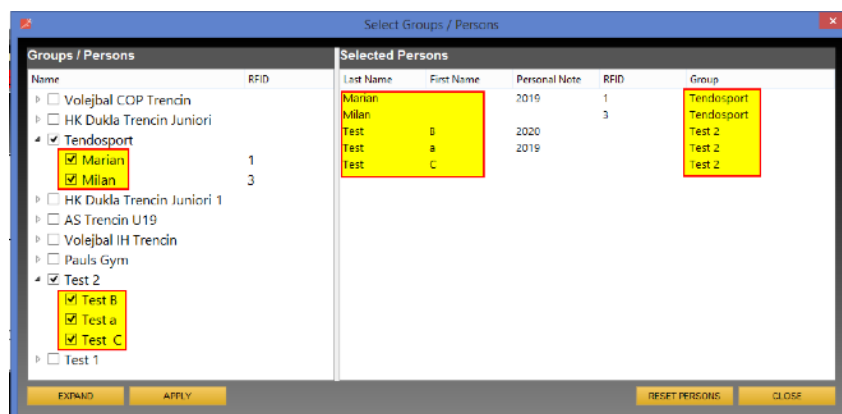 Select Groups / Persons
Groups / Persons
Name RFID
Volejbal COP Trencin
HK Dukla Trencin Juniori
Tendosport
Marian 1
Milan 3
HK Dukla Trencin Juniori 1
AS Trencin U19
Volejbal IH Trencin
Pauls Gym
Test 2
Test B
Test a
Test C
Test 1
EXPAND APPLY
Selected Persons
Last Name First Name Personal Note RFID Group
Marian 2019 1 Tendosport
Milan 3 Tendosport
Test B 2020 Test 2
Test a 2019 Test 2
Test C Test 2
RESET PERSONS CLOSE